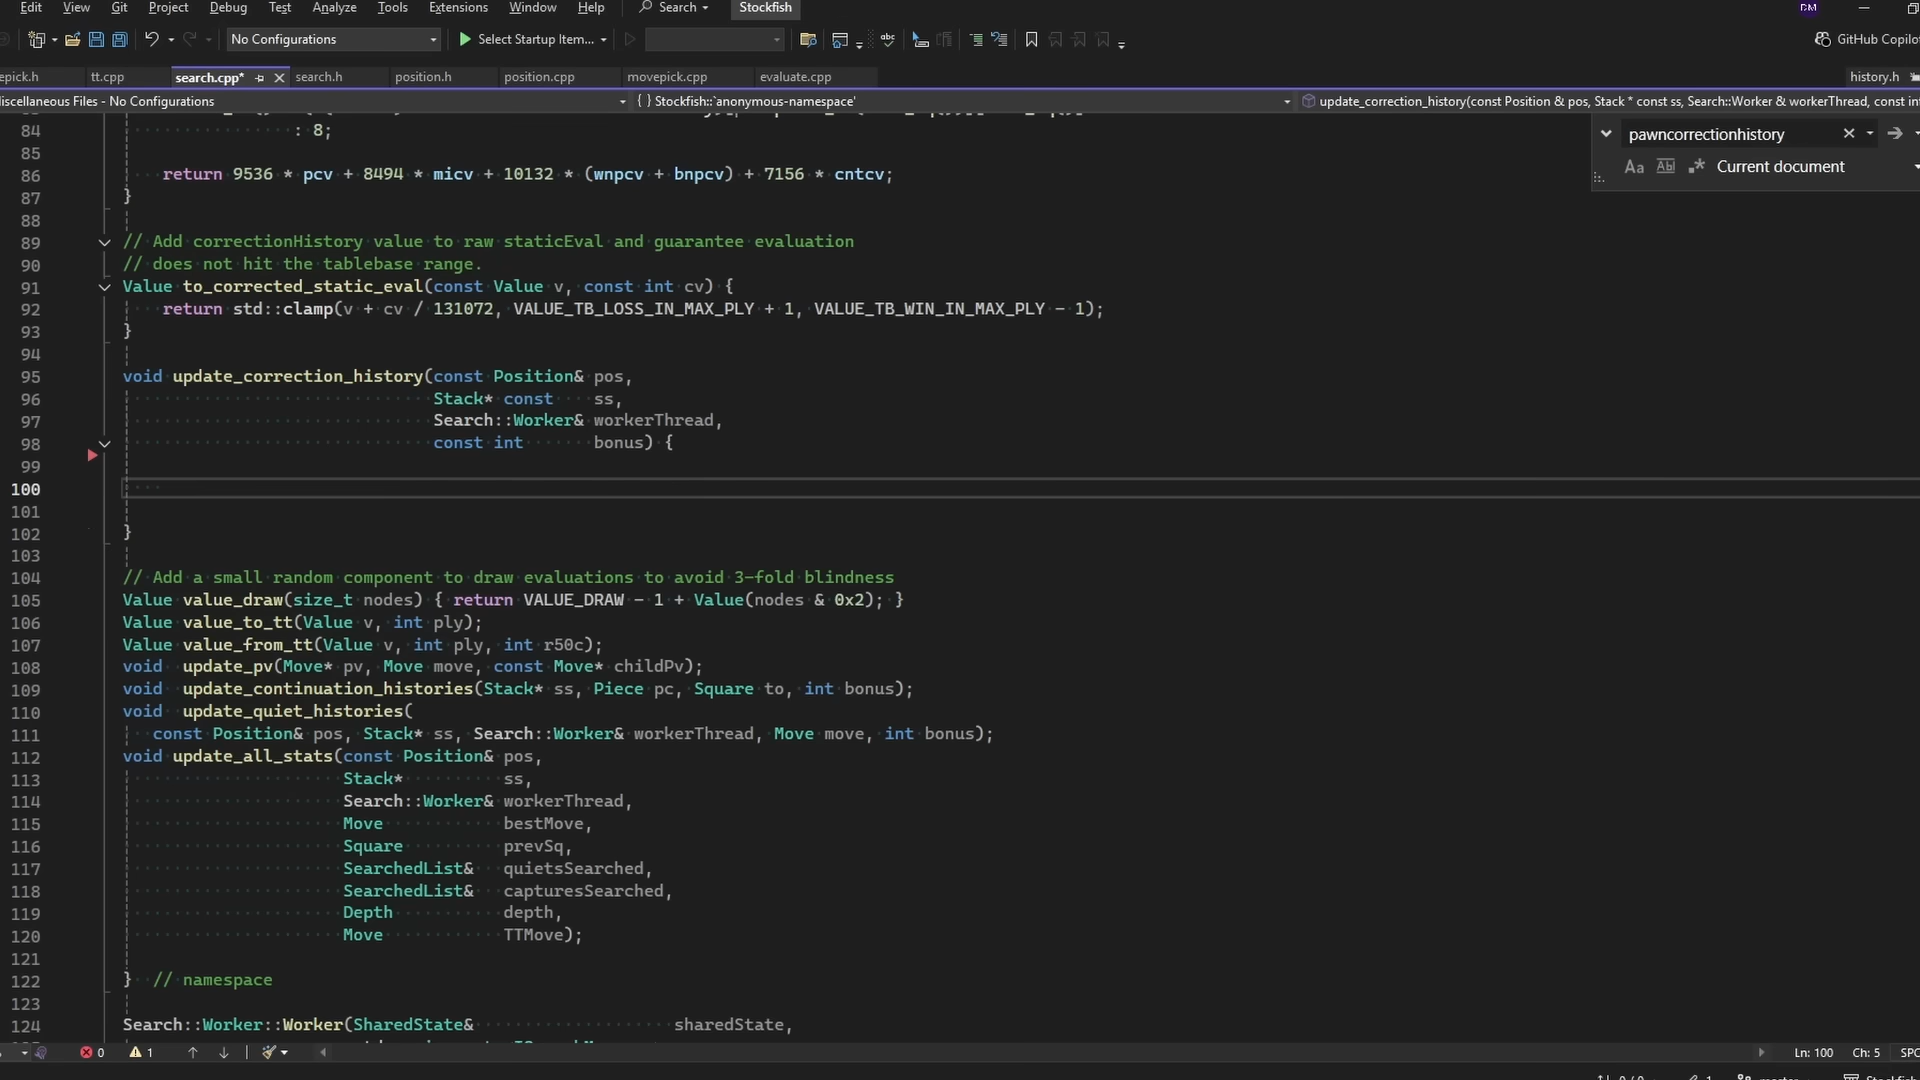 Edit View Git Project Debug Test Analyze Tools Extensions Window Help Search Stockfish
No Configurations Select Startup Item... GitHub Copilot
epick.h tt.cpp search.cpp* search.h position.h position.cpp movepick.cpp evaluate.cpp history.h
iscellaneous Files - No Configurations { } Stockfish::`anonymous-namespace' update_correction_history(const Position & pos, Stack * const ss, Search::Worker & workerThread, const int
pawncorrectionhistory
Aa Ab Current document
84 : 8;
85
86 return 9536 * pcv + 8494 * micv + 10132 * (wnpcv + bnpcv) + 7156 * cntcv;
87 }
88
89 // Add correctionHistory value to raw staticEval and guarantee evaluation
90 // does not hit the tablebase range.
91 Value to_corrected_static_eval(const Value v, const int cv) {
92 return std::clamp(v + cv / 131072, VALUE_TB_LOSS_IN_MAX_PLY + 1, VALUE_TB_WIN_IN_MAX_PLY - 1);
93 }
94
95 void update_correction_history(const Position& pos,
96 Stack* const ss,
97 Search::Worker& workerThread,
98 const int bonus) {
99
100
101
102 }
103
104 // Add a small random component to draw evaluations to avoid 3-fold blindness
105 Value value_draw(size_t nodes) { return VALUE_DRAW - 1 + Value(nodes & 0x2); }
106 Value value_to_tt(Value v, int ply);
107 Value value_from_tt(Value v, int ply, int r50c);
108 void update_pv(Move* pv, Move move, const Move* childPv);
109 void update_continuation_histories(Stack* ss, Piece pc, Square to, int bonus);
110 void update_quiet_histories(
111 const Position& pos, Stack* ss, Search::Worker& workerThread, Move move, int bonus);
112 void update_all_stats(const Position& pos,
113 Stack* ss,
114 Search::Worker& workerThread,
115 Move bestMove,
116 Square prevSq,
117 SearchedList& quietsSearched,
118 SearchedList& capturesSearched,
119 Depth depth,
120 Move TTMove);
121
122 } // namespace
123
124 Search::Worker::Worker(SharedState& sharedState,
0 1 Ln: 100 Ch: 5 SPC